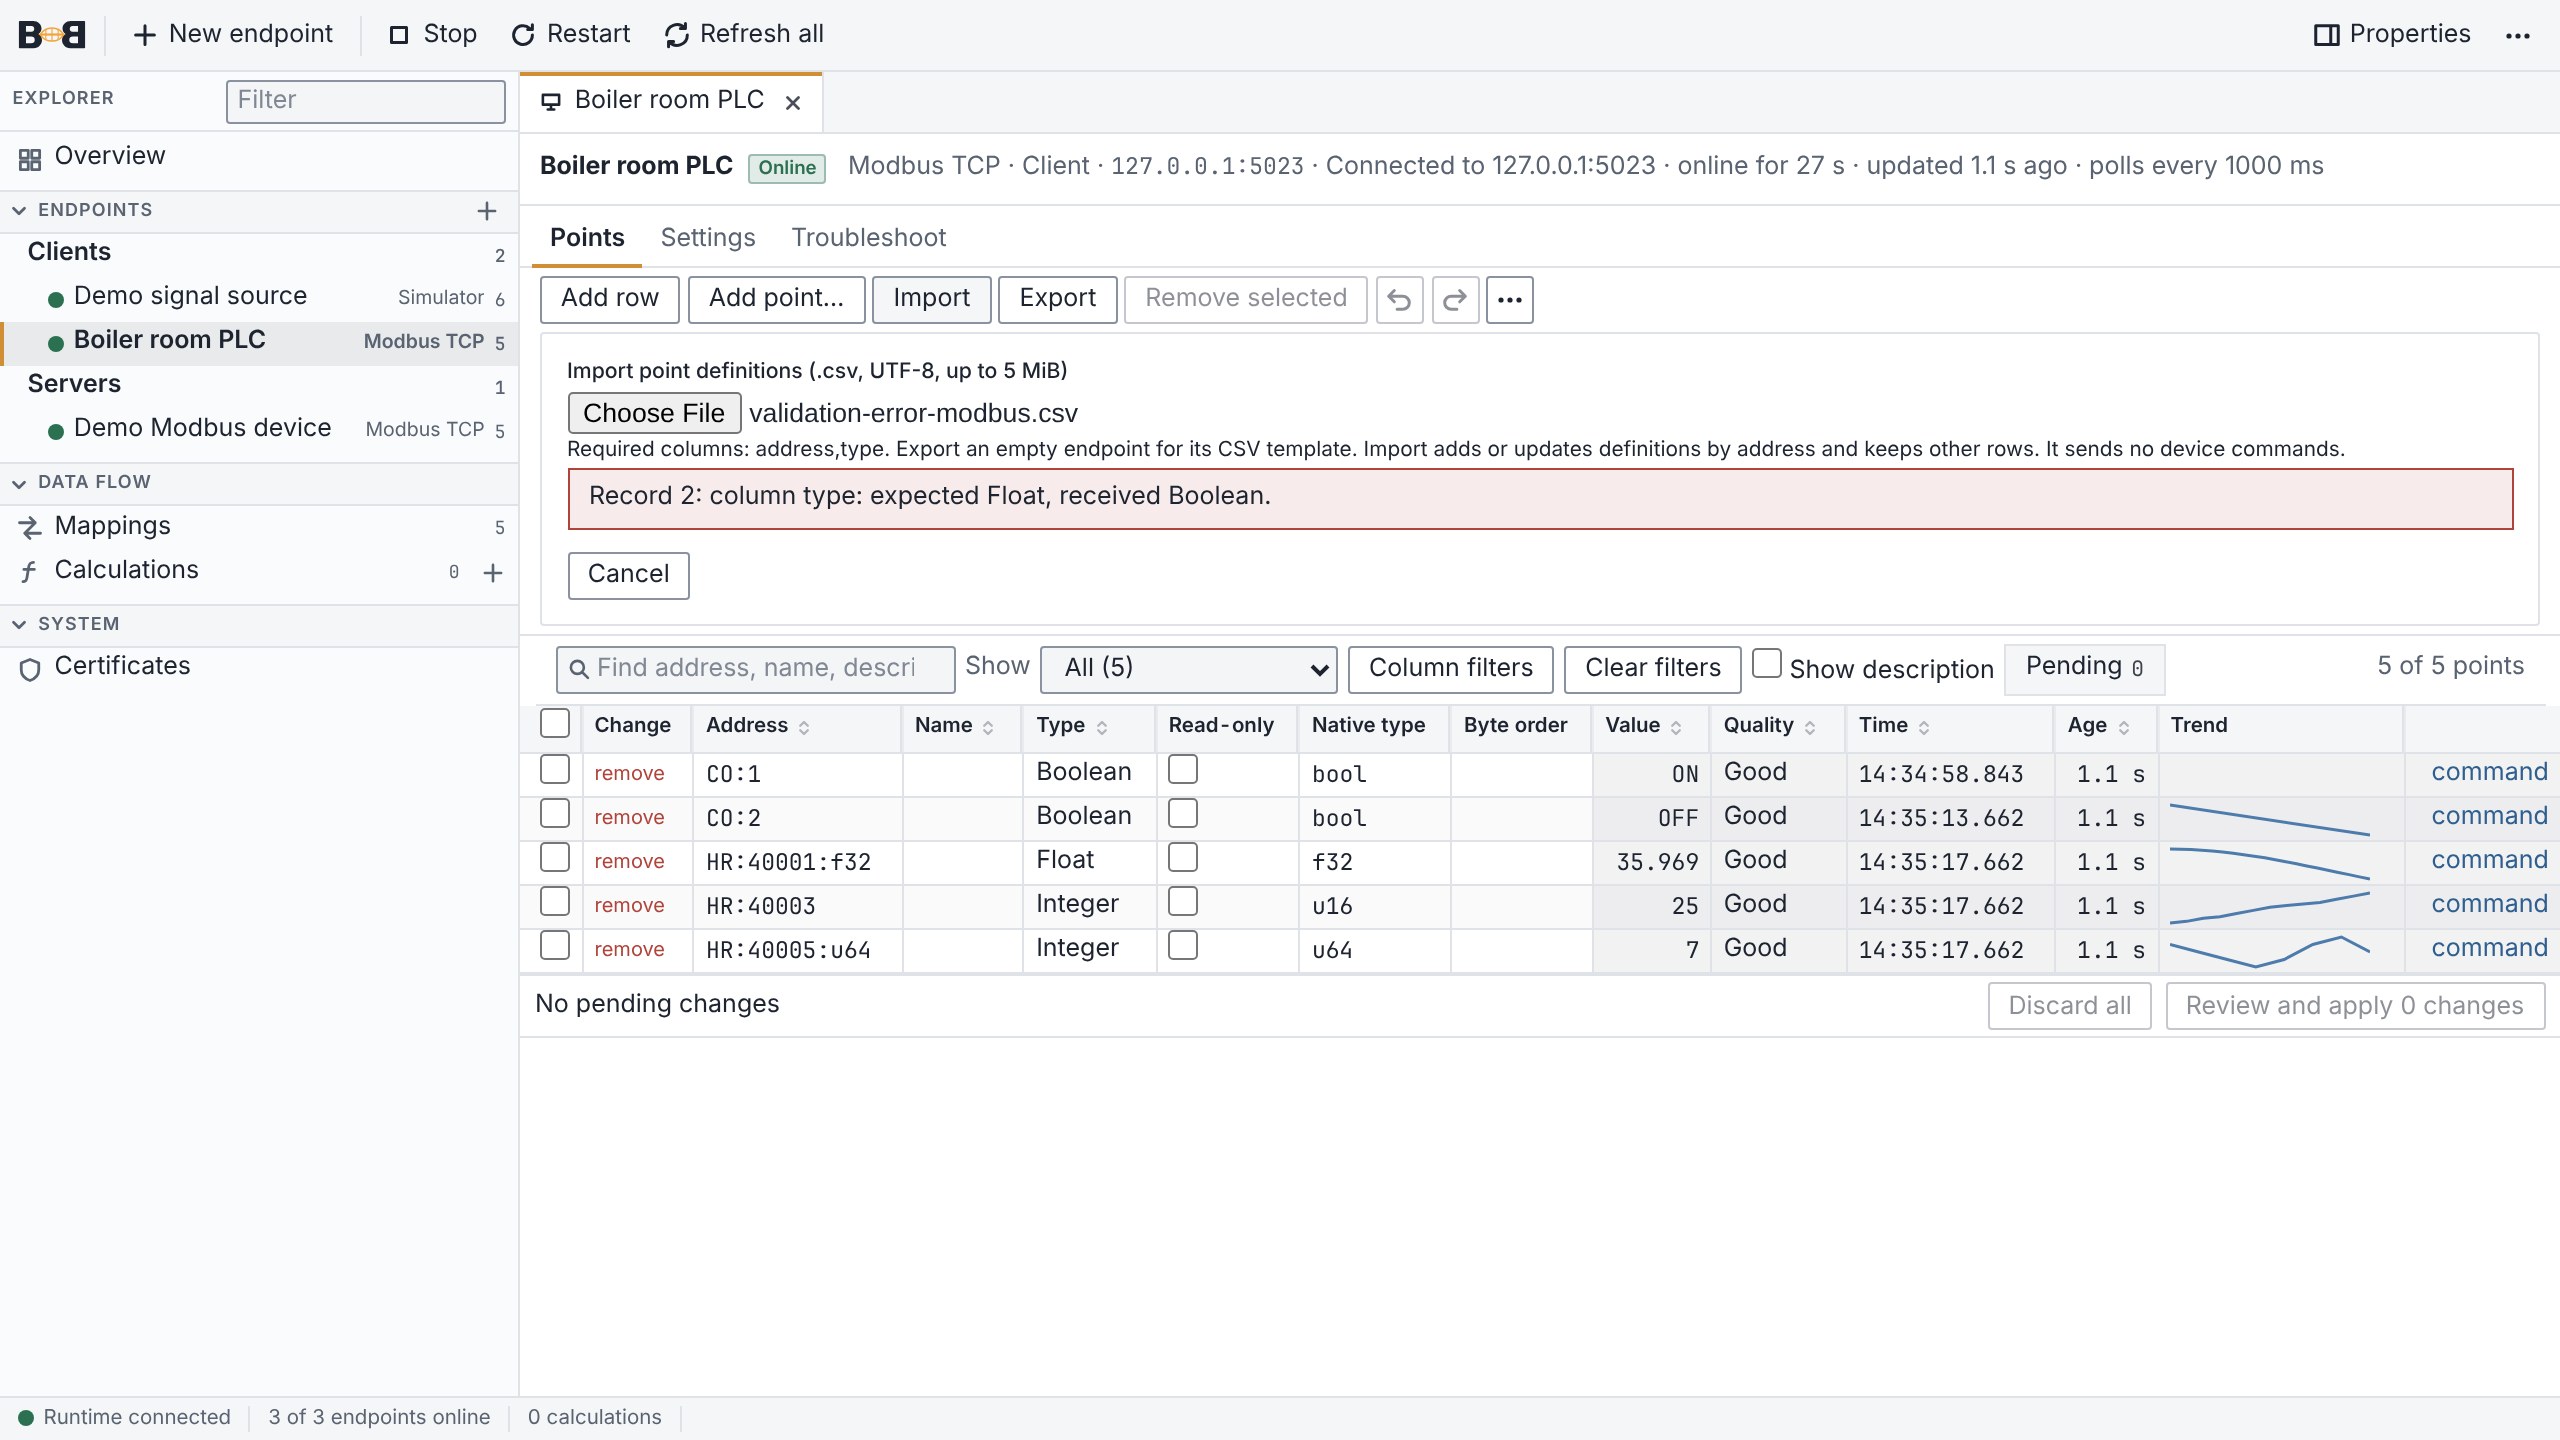 BOB New endpoint Stop Restart Refresh all Properties
EXPLORER Filter
Overview
ENDPOINTS
Clients 2
Demo signal source Simulator 6
Boiler room PLC Modbus TCP 5
Servers 1
Demo Modbus device Modbus TCP 5
DATA FLOW
Mappings 5
Calculations 0
SYSTEM
Certificates
Boiler room PLC
Boiler room PLC Online Modbus TCP · Client · 127.0.0.1:5023 · Connected to 127.0.0.1:5023 · online for 27 s · updated 1.1 s ago · polls every 1000 ms
Points Settings Troubleshoot
Add row Add point... Import Export Remove selected
Import point definitions (.csv, UTF-8, up to 5 MiB)
Choose File validation-error-modbus.csv
Required columns: address,type. Export an empty endpoint for its CSV template. Import adds or updates definitions by address and keeps other rows. It sends no device commands.
Record 2: column type: expected Float, received Boolean.
Cancel
Find address, name, descri Show All (5) Column filters Clear filters Show description Pending 0 5 of 5 points
Change Address Name Type Read-only Native type Byte order Value Quality Time Age Trend
remove CO:1 Boolean bool ON Good 14:34:58.843 1.1 s command
remove CO:2 Boolean bool OFF Good 14:35:13.662 1.1 s command
remove HR:40001:f32 Float f32 35.969 Good 14:35:17.662 1.1 s command
remove HR:40003 Integer u16 25 Good 14:35:17.662 1.1 s command
remove HR:40005:u64 Integer u64 7 Good 14:35:17.662 1.1 s command
No pending changes Discard all Review and apply 0 changes
Runtime connected 3 of 3 endpoints online 0 calculations